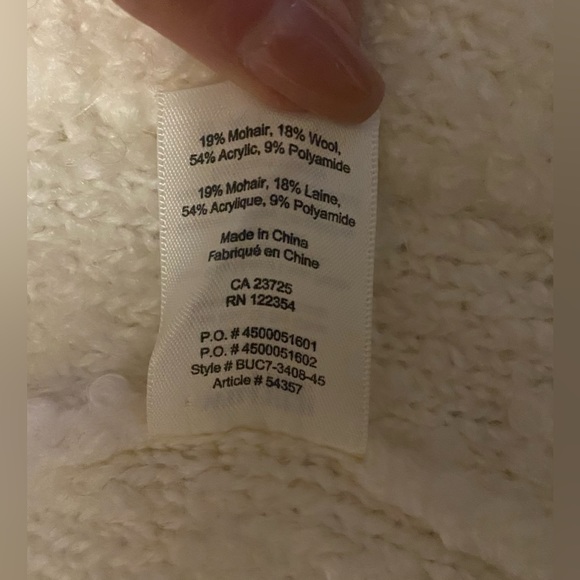 19% Mohair, 18% Wool,
54% Acrylic, 9% Polyamide
19% Mohair, 18% Laine,
54% Acrylique, 9% Polyamide
Made in China
Fabriqué en Chine
CA 23725
RN 122354
P.O. # 4500051601
P.O. # 4500051602
Style # BUC7-3408-45
Article # 54357